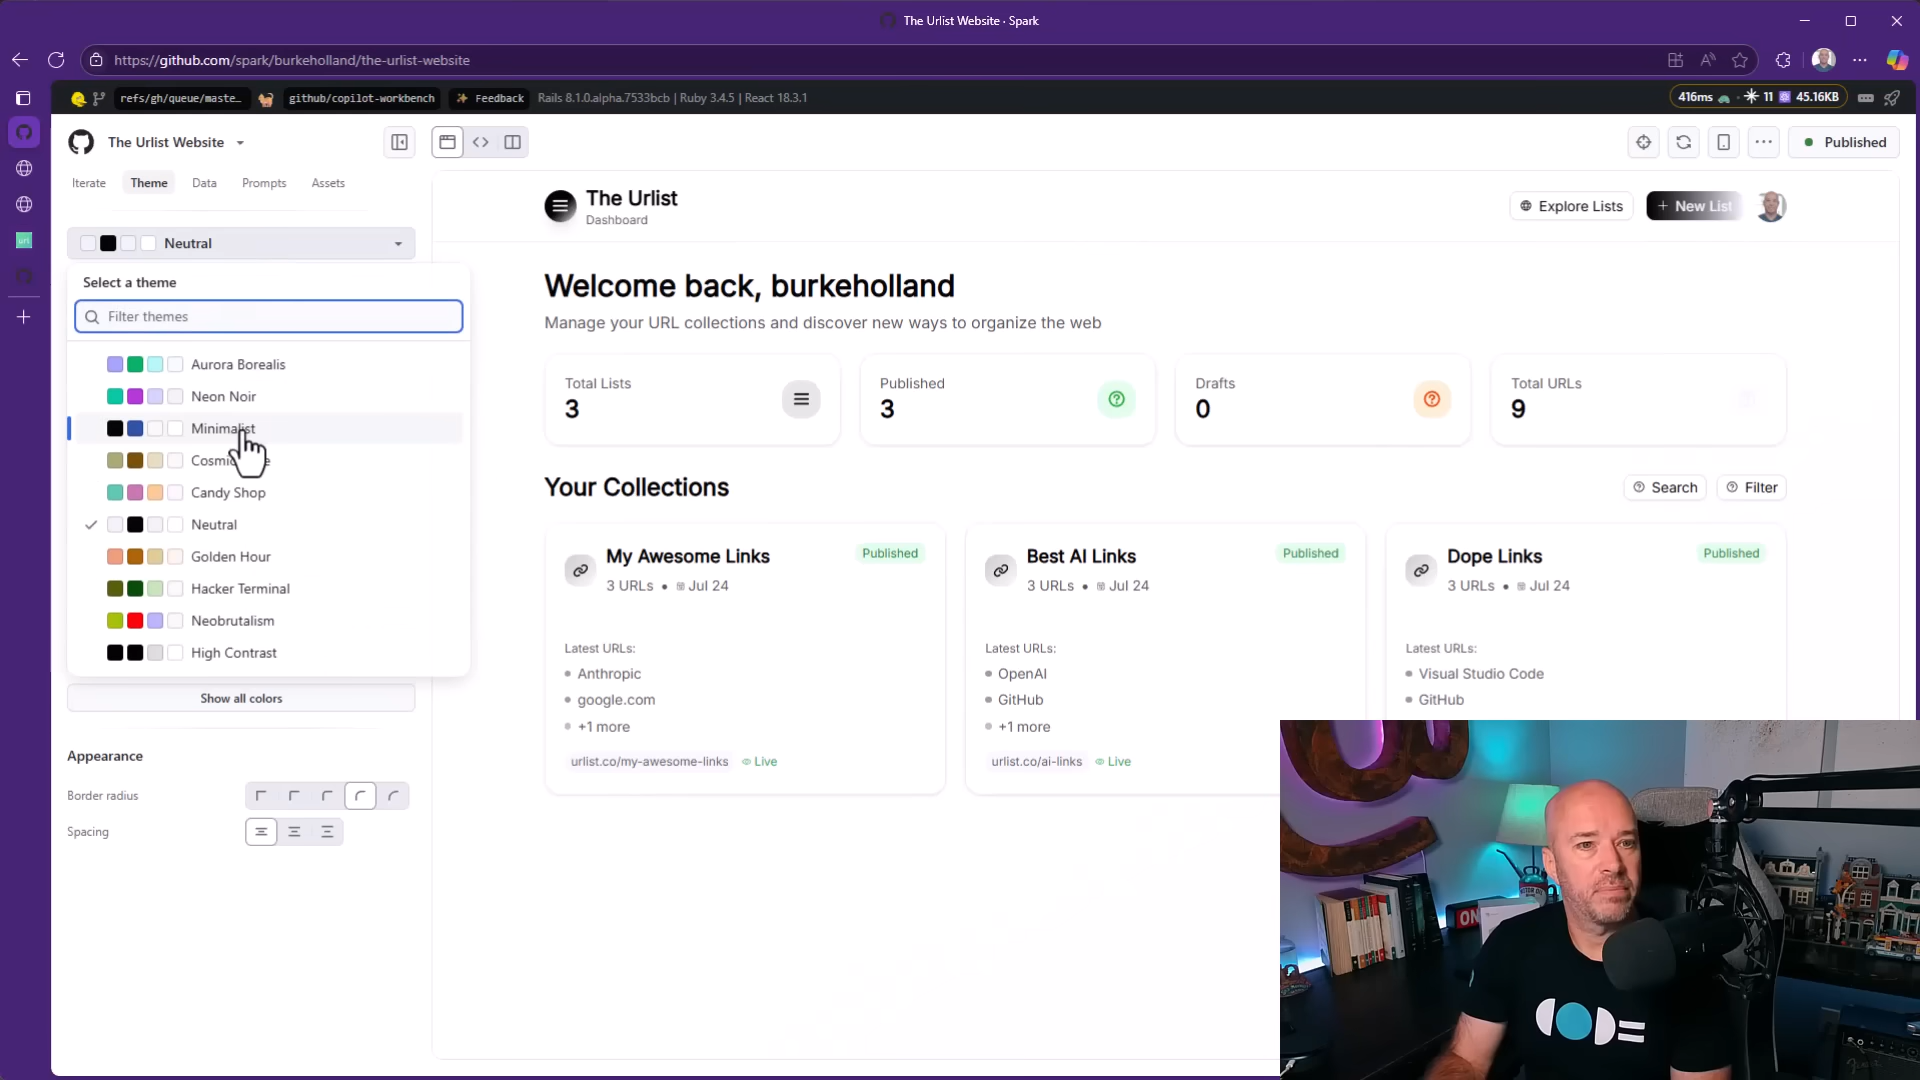 The Urlist Website · Spark
https://github.com/spark/burkeholland/the-urlist-website
refs/gh/queue/maste… github/copilot-workbench Feedback Rails 8.1.0.alpha.7533bcb | Ruby 3.4.5 | React 18.3.1 416ms 11 45.16KB
The Urlist Website
Published
Iterate Theme Data Prompts Assets
Neutral
Select a theme
Filter themes
Aurora Borealis
Neon Noir
Minimalist
Candy Shop
Neutral
Golden Hour
Hacker Terminal
Neobrutalism
High Contrast
Show all colors
Appearance
Border radius
Spacing
The Urlist
Dashboard
Explore Lists
+ New List
Welcome back, burkeholland
Manage your URL collections and discover new ways to organize the web
Total Lists
3
Published
3
Drafts
0
Total URLs
9
Your Collections
Search
Filter
My Awesome Links
Published
3 URLs • Jul 24
Latest URLs:
• Anthropic
• google.com
• +1 more
urlist.co/my-awesome-links Live
Best AI Links
Published
3 URLs • Jul 24
Latest URLs:
• OpenAI
• GitHub
• +1 more
urlist.co/ai-links Live
Dope Links
Published
3 URLs • Jul 24
Latest URLs:
• Visual Studio Code
• GitHub
ON